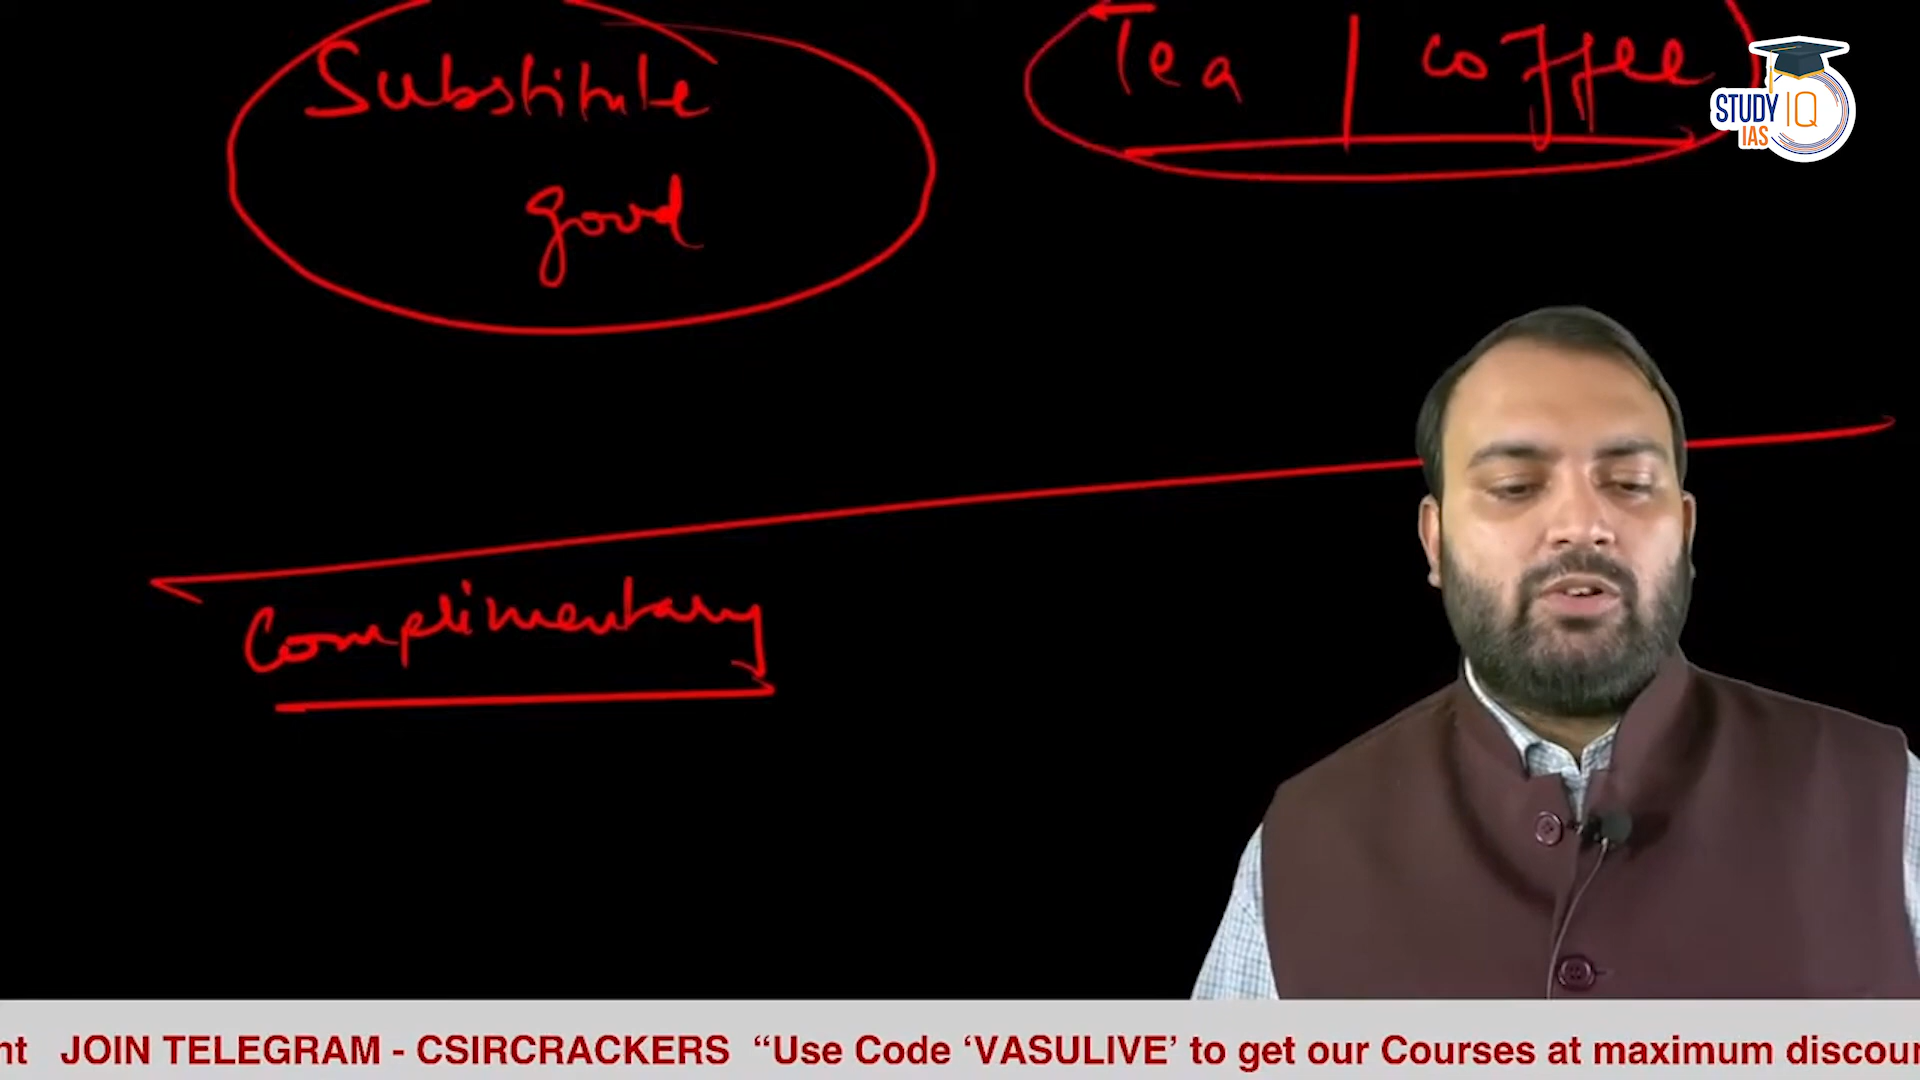 Substitute
good
Tea | coffee
STUDY IQ
IAS
Complimentary
nt JOIN TELEGRAM - CSIRCRACKERS “Use Code ‘VASULIVE’ to get our Courses at maximum discoun